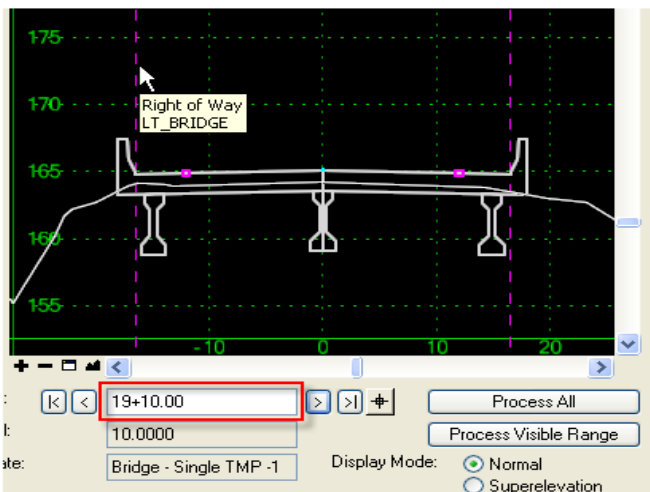 175
170
Right of Way
LT_BRIDGE
165
160
155
-10 0 10 20
: 19+10.00 Process All
l: 10.0000 Process Visible Range
ate: Bridge - Single TMP -1 Display Mode: Normal
Superelevation